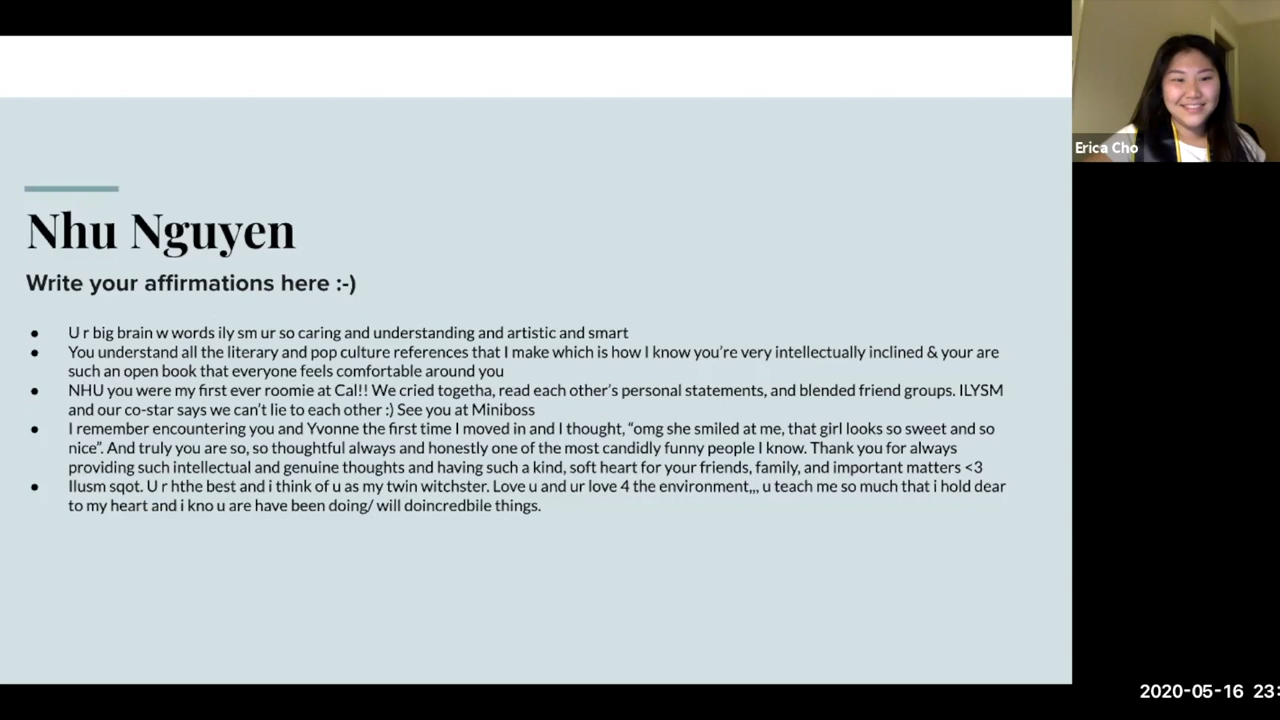 Nhu Nguyen
Write your affirmations here :-)
● U r big brain w words ily sm ur so caring and understanding and artistic and smart
● You understand all the literary and pop culture references that I make which is how I know you're very intellectually inclined & your are
such an open book that everyone feels comfortable around you
● NHU you were my first ever roomie at Cal!! We cried togetha, read each other's personal statements, and blended friend groups. ILYSM
and our co-star says we can't lie to each other :) See you at Miniboss
● I remember encountering you and Yvonne the first time I moved in and I thought, "omg she smiled at me, that girl looks so sweet and so
nice". And truly you are so, so thoughtful always and honestly one of the most candidly funny people I know. Thank you for always
providing such intellectual and genuine thoughts and having such a kind, soft heart for your friends, family, and important matters <3
● Ilusm sqot. U r hthe best and i think of u as my twin witchster. Love u and ur love 4 the environment,,, u teach me so much that i hold dear
to my heart and i kno u are have been doing/ will doincredbile things.
Erica Cho
2020-05-16 23: